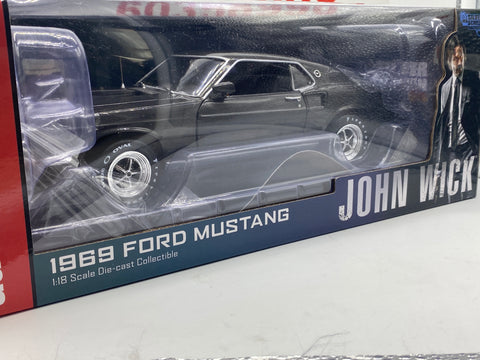 JOHN WICK
1969 FORD MUSTANG
1:18 Scale Die-cast Collectible